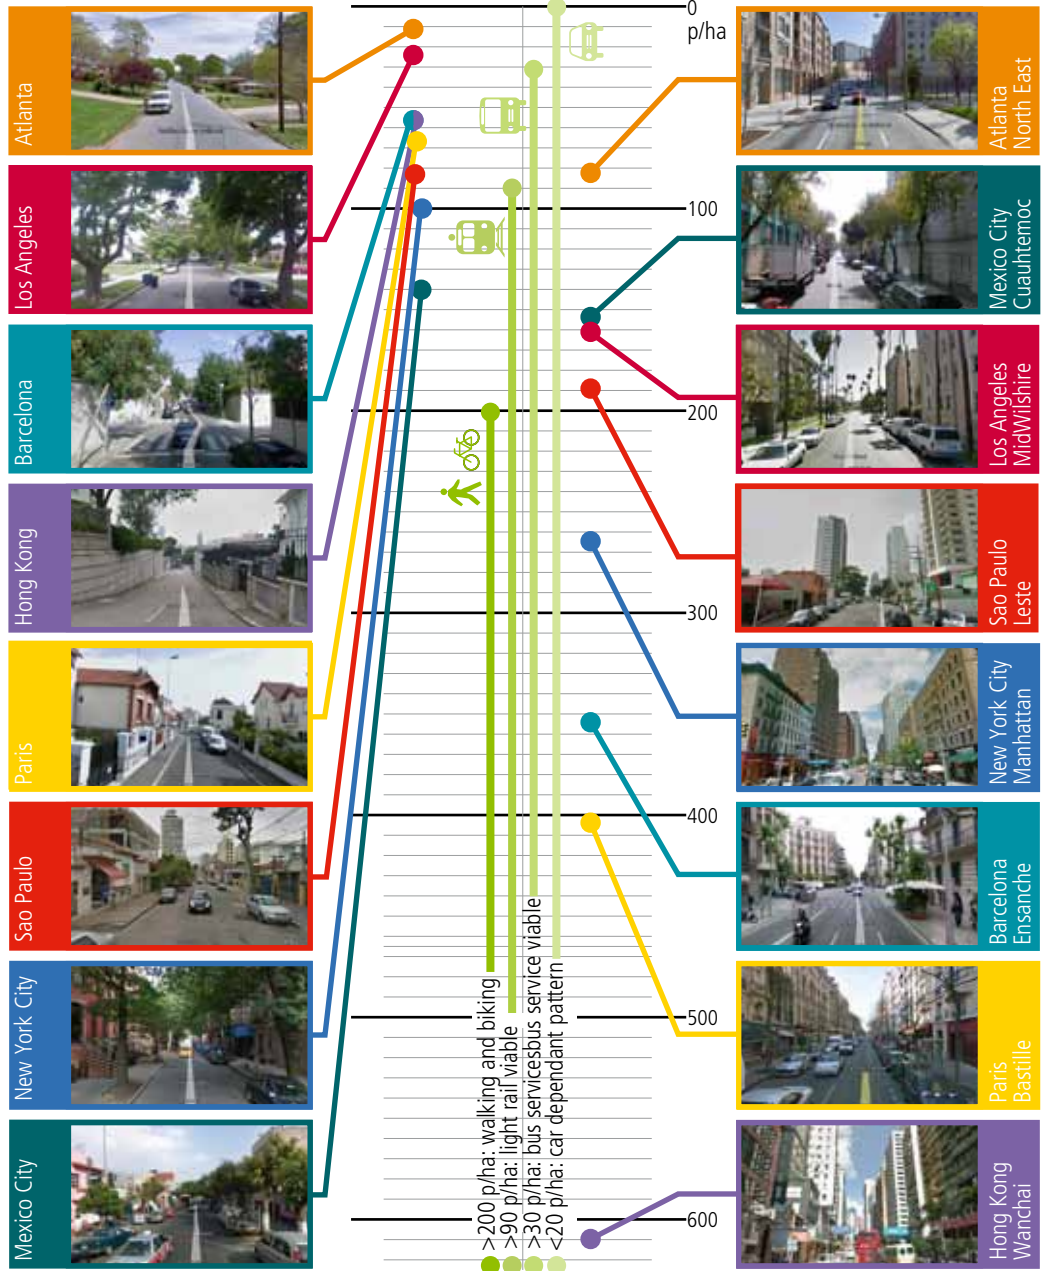 Atlanta
Los Angeles
Barcelona
Hong Kong
Paris
Sao Paulo
New York City
Mexico City
0
p/ha
100
200
300
400
500
600
>200 p/ha: walking and biking
>90 p/ha: light rail viable
>30 p/ha: bus servicesbus service viable
<20 p/ha: car dependant pattern
Atlanta
North East
Mexico City
Cuauhtemoc
Los Angeles
MidWilshire
Sao Paulo
Leste
New York City
Manhattan
Barcelona
Ensanche
Paris
Bastille
Hong Kong
Wanchai